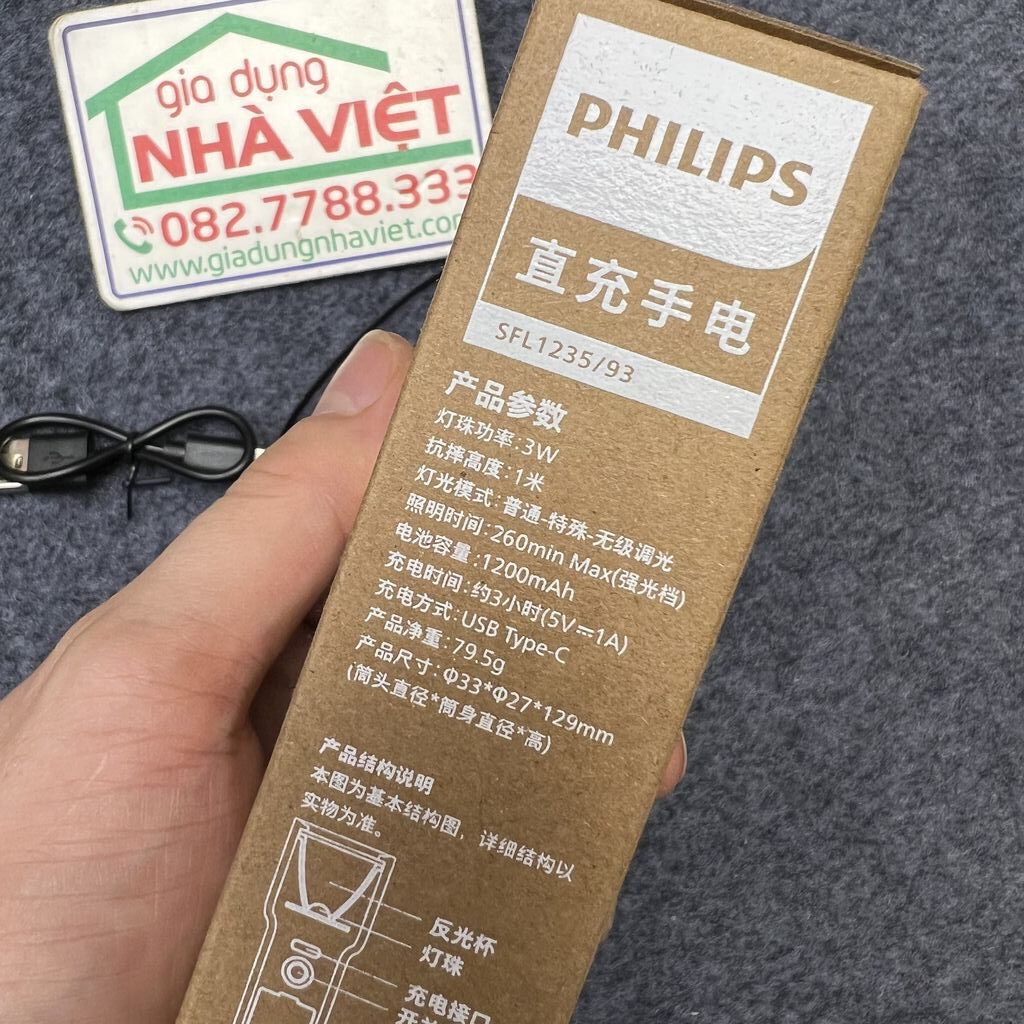 gia dụng
NHÀ VIỆT
082.7788.333
www.giadungnhaviet.com
PHILIPS
直充手电
SFL1235/93
产品参数
灯珠功率:3W
抗摔高度:1米
灯光模式:普通-特殊-无级调光
照明时间:260min Max(强光档)
电池容量:1200mAh
充电时间:约3小时(5V⎓1A)
充电方式:USB Type-C
产品净重:79.5g
产品尺寸:Φ33*Φ27*129mm
(筒头直径*筒身直径*高)
产品结构说明
本图为基本结构图,详细结构以
实物为准。
反光杯
灯珠
充电接口
开关